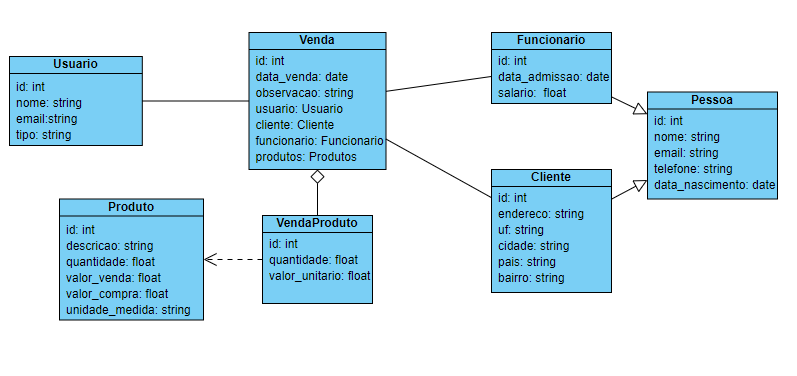 Usuario
id: int
nome: string
email:string
tipo: string
Venda
id: int
data_venda: date
observacao: string
usuario: Usuario
cliente: Cliente
funcionario: Funcionario
produtos: Produtos
Funcionario
id: int
data_admissao: date
salario:  float
Pessoa
id: int
nome: string
email: string
telefone: string
data_nascimento: date
Cliente
id: int
endereco: string
uf: string
cidade: string
pais: string
bairro: string
Produto
id: int
descricao: string
quantidade: float
valor_venda: float
valor_compra: float
unidade_medida: string
VendaProduto
id: int
quantidade: float
valor_unitario: float